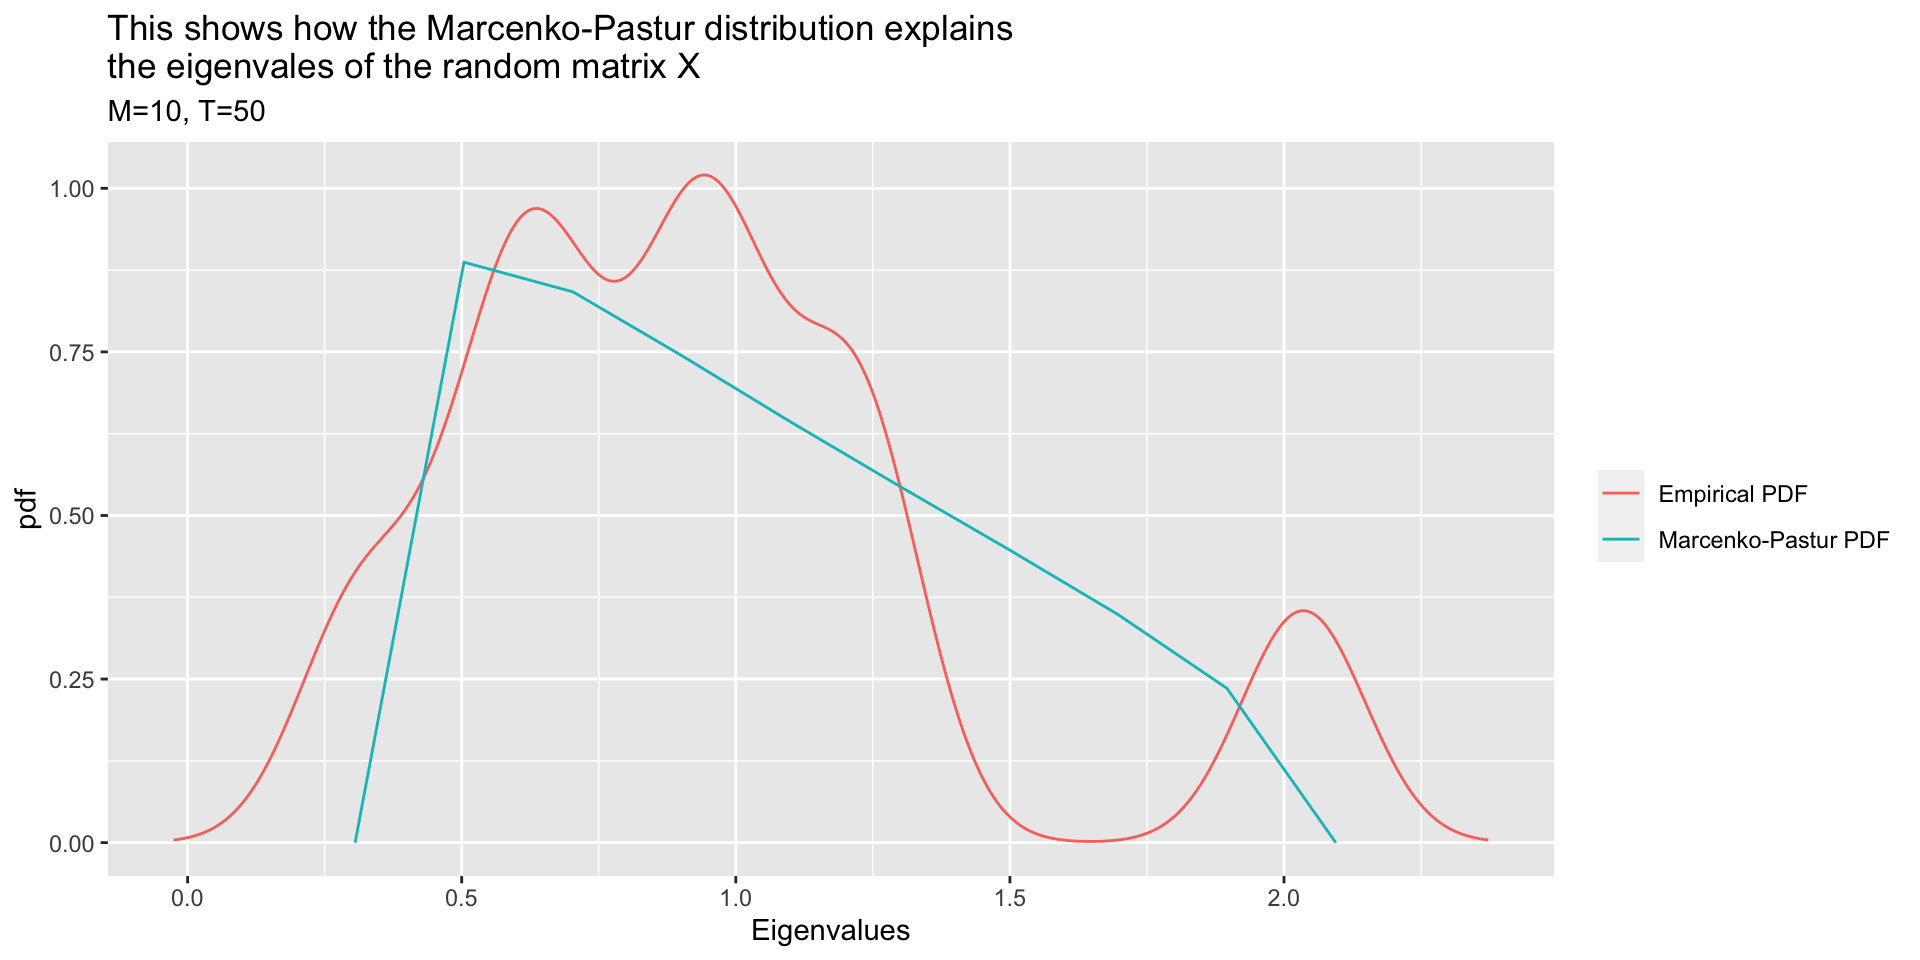 This shows how the Marcenko-Pastur distribution explains
the eigenvales of the random matrix X
M=10, T=50
pdf
1.00
0.75
0.50
0.25
0.00
0.0
0.5
1.0
1.5
2.0
Eigenvalues
Empirical PDF
Marcenko-Pastur PDF